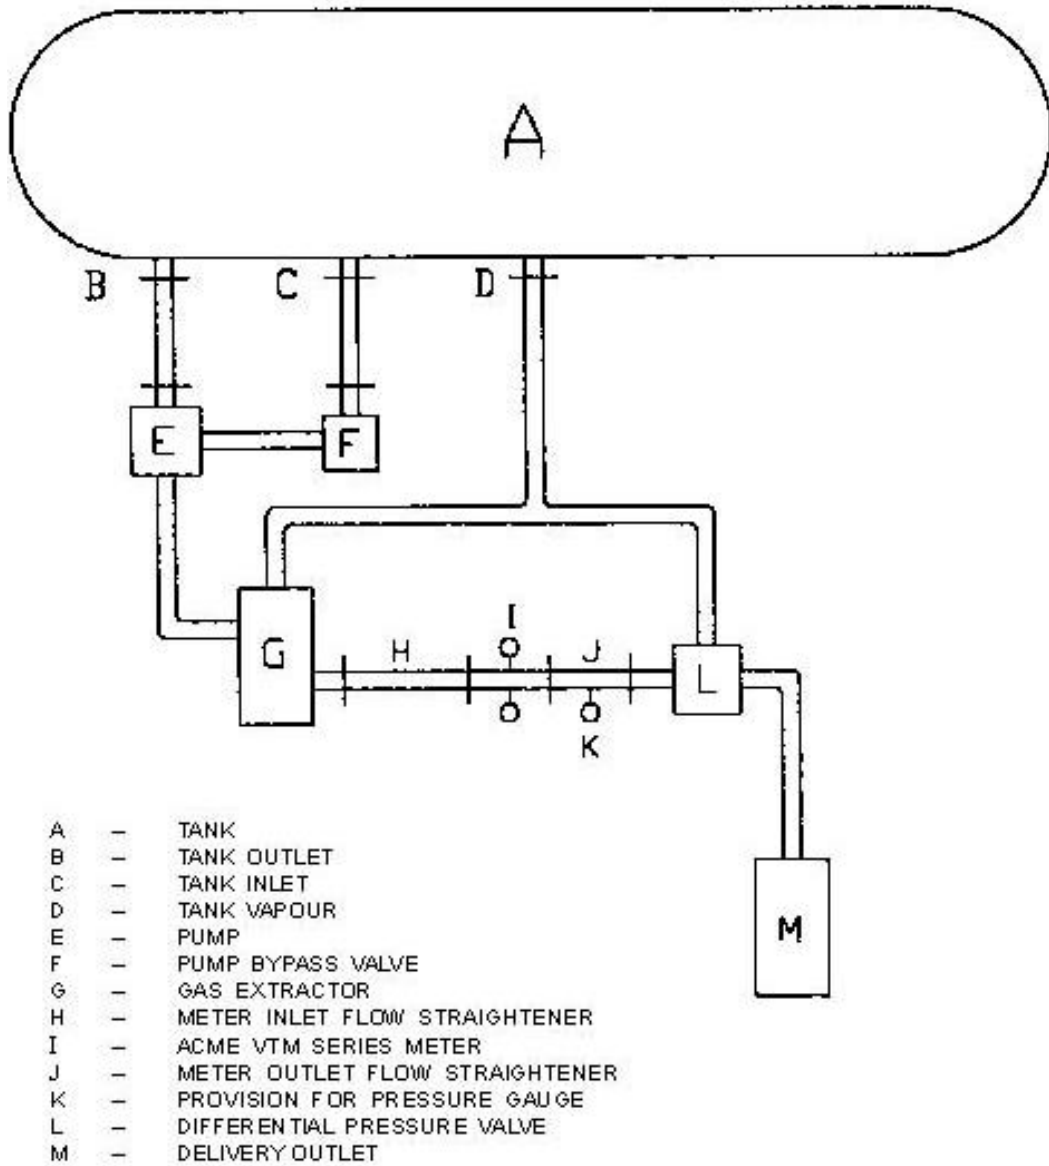 A
B C D
E F
G H I J L
K
M
A – TANK
B – TANK OUTLET
C – TANK INLET
D – TANK VAPOUR
E – PUMP
F – PUMP BYPASS VALVE
G – GAS EXTRACTOR
H – METER INLET FLOW STRAIGHTENER
I – ACME VTM SERIES METER
J – METER OUTLET FLOW STRAIGHTENER
K – PROVISION FOR PRESSURE GAUGE
L – DIFFERENTIAL PRESSURE VALVE
M – DELIVERY OUTLET